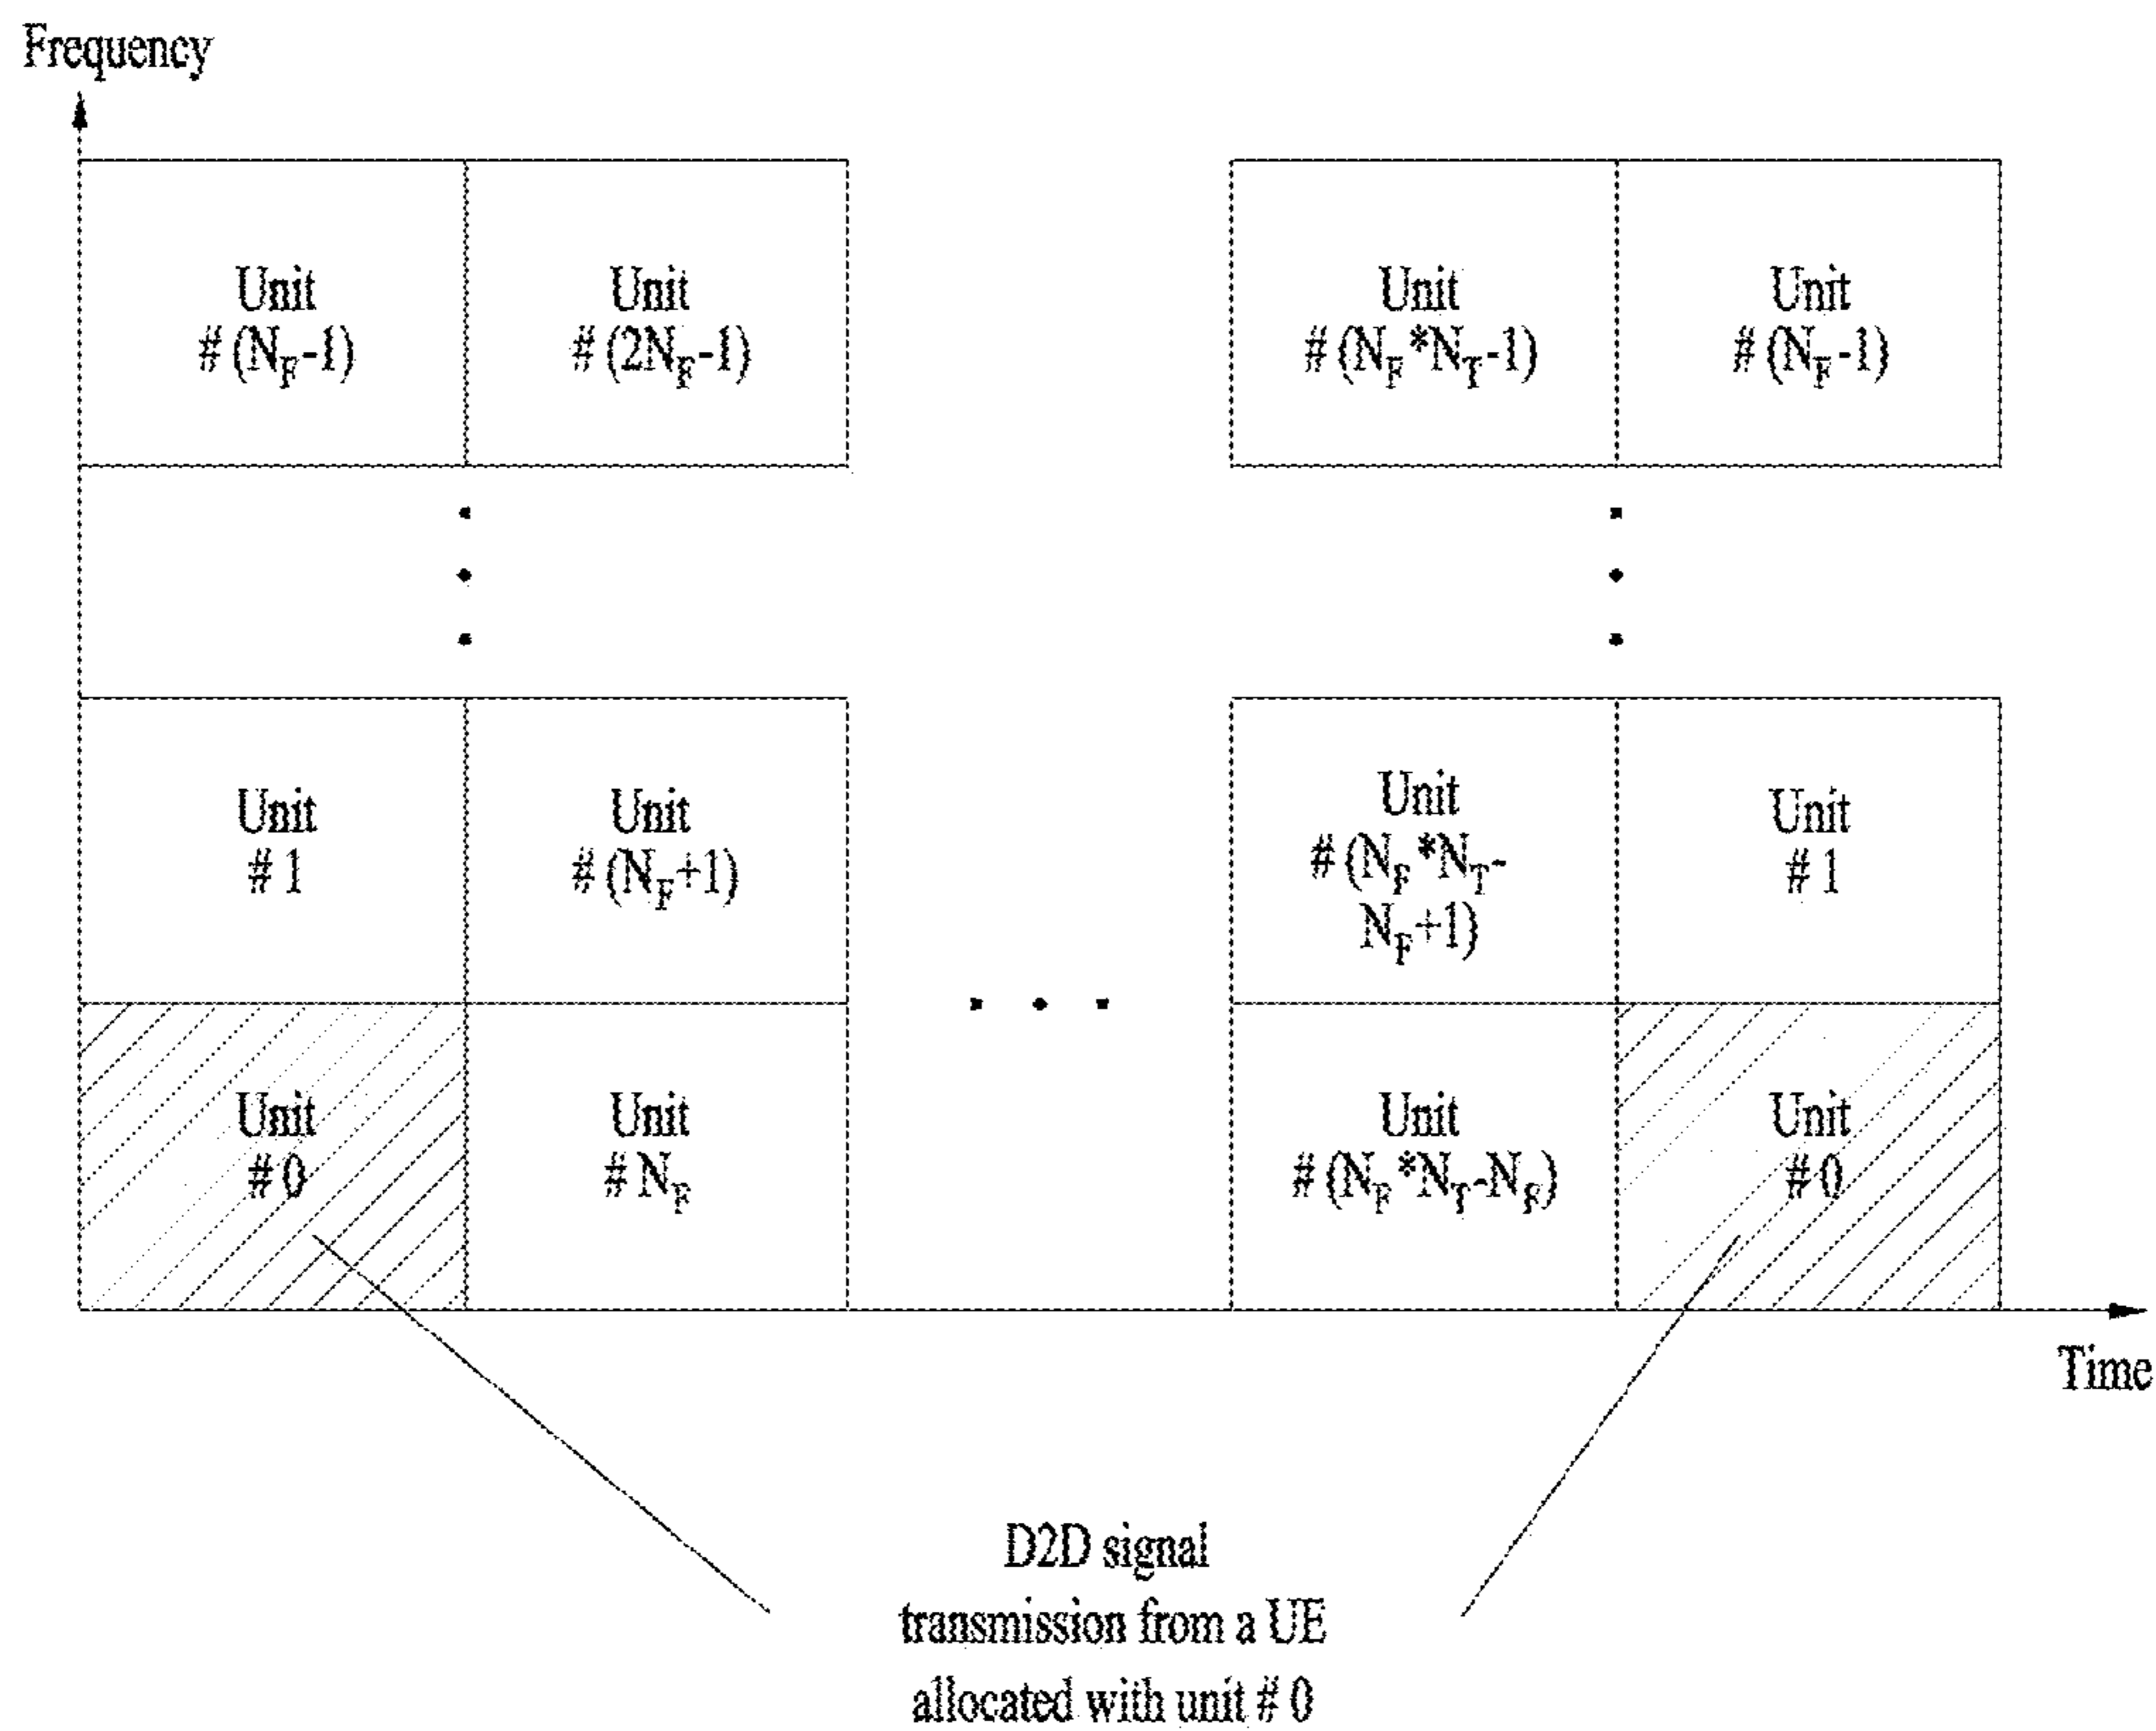 Frequency
Unit
# (N_F-1)
Unit
# (2N_F-1)
Unit
# (N_F*N_T-1)
Unit
# (N_F-1)
Unit
# 1
Unit
# (N_F+1)
Unit
# (N_F*N_T-
N_F+1)
Unit
# 1
Unit
# 0
Unit
# N_F
Unit
# (N_F*N_T-N_F)
Unit
# 0
Time
D2D signal
transmission from a UE
allocated with unit # 0